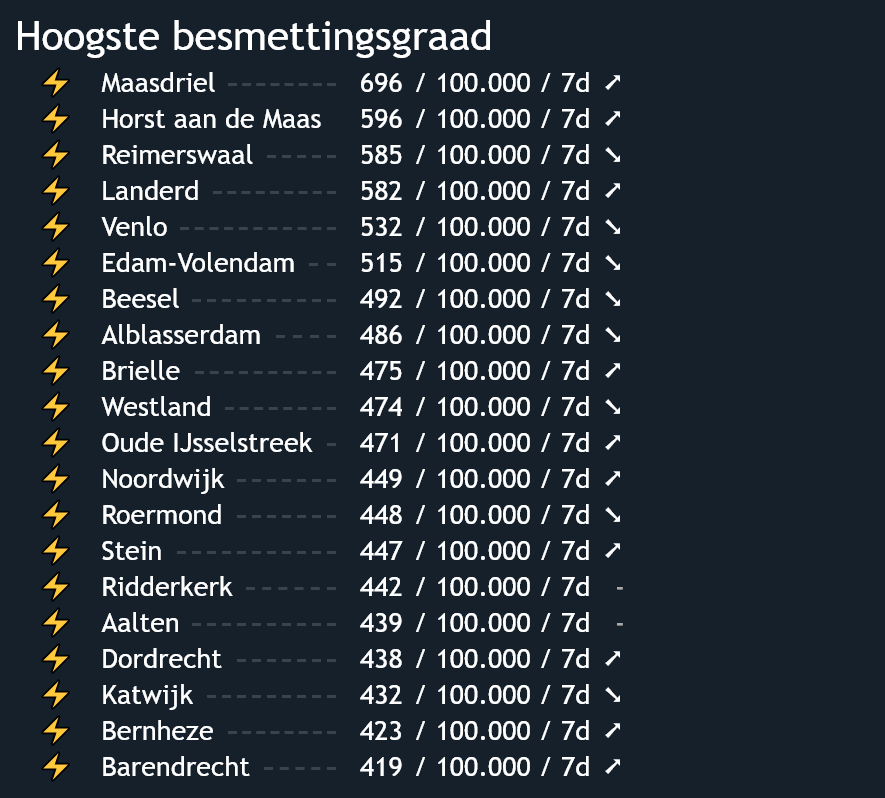 Hoogste besmettingsgraad
⚡ Maasdriel -------- 696 / 100.000 / 7d ➚
⚡ Horst aan de Maas 596 / 100.000 / 7d ➚
⚡ Reimerswaal ----- 585 / 100.000 / 7d ➘
⚡ Landerd --------- 582 / 100.000 / 7d ➚
⚡ Venlo ----------- 532 / 100.000 / 7d ➘
⚡ Edam-Volendam -- 515 / 100.000 / 7d ➘
⚡ Beesel ---------- 492 / 100.000 / 7d ➘
⚡ Alblasserdam ---- 486 / 100.000 / 7d ➘
⚡ Brielle ---------- 475 / 100.000 / 7d ➚
⚡ Westland -------- 474 / 100.000 / 7d ➘
⚡ Oude IJsselstreek - 471 / 100.000 / 7d ➚
⚡ Noordwijk ------- 449 / 100.000 / 7d ➚
⚡ Roermond ------- 448 / 100.000 / 7d ➘
⚡ Stein ----------- 447 / 100.000 / 7d ➚
⚡ Ridderkerk ------ 442 / 100.000 / 7d -
⚡ Aalten ---------- 439 / 100.000 / 7d -
⚡ Dordrecht ------- 438 / 100.000 / 7d ➚
⚡ Katwijk --------- 432 / 100.000 / 7d ➘
⚡ Bernheze -------- 423 / 100.000 / 7d ➚
⚡ Barendrecht ----- 419 / 100.000 / 7d ➚